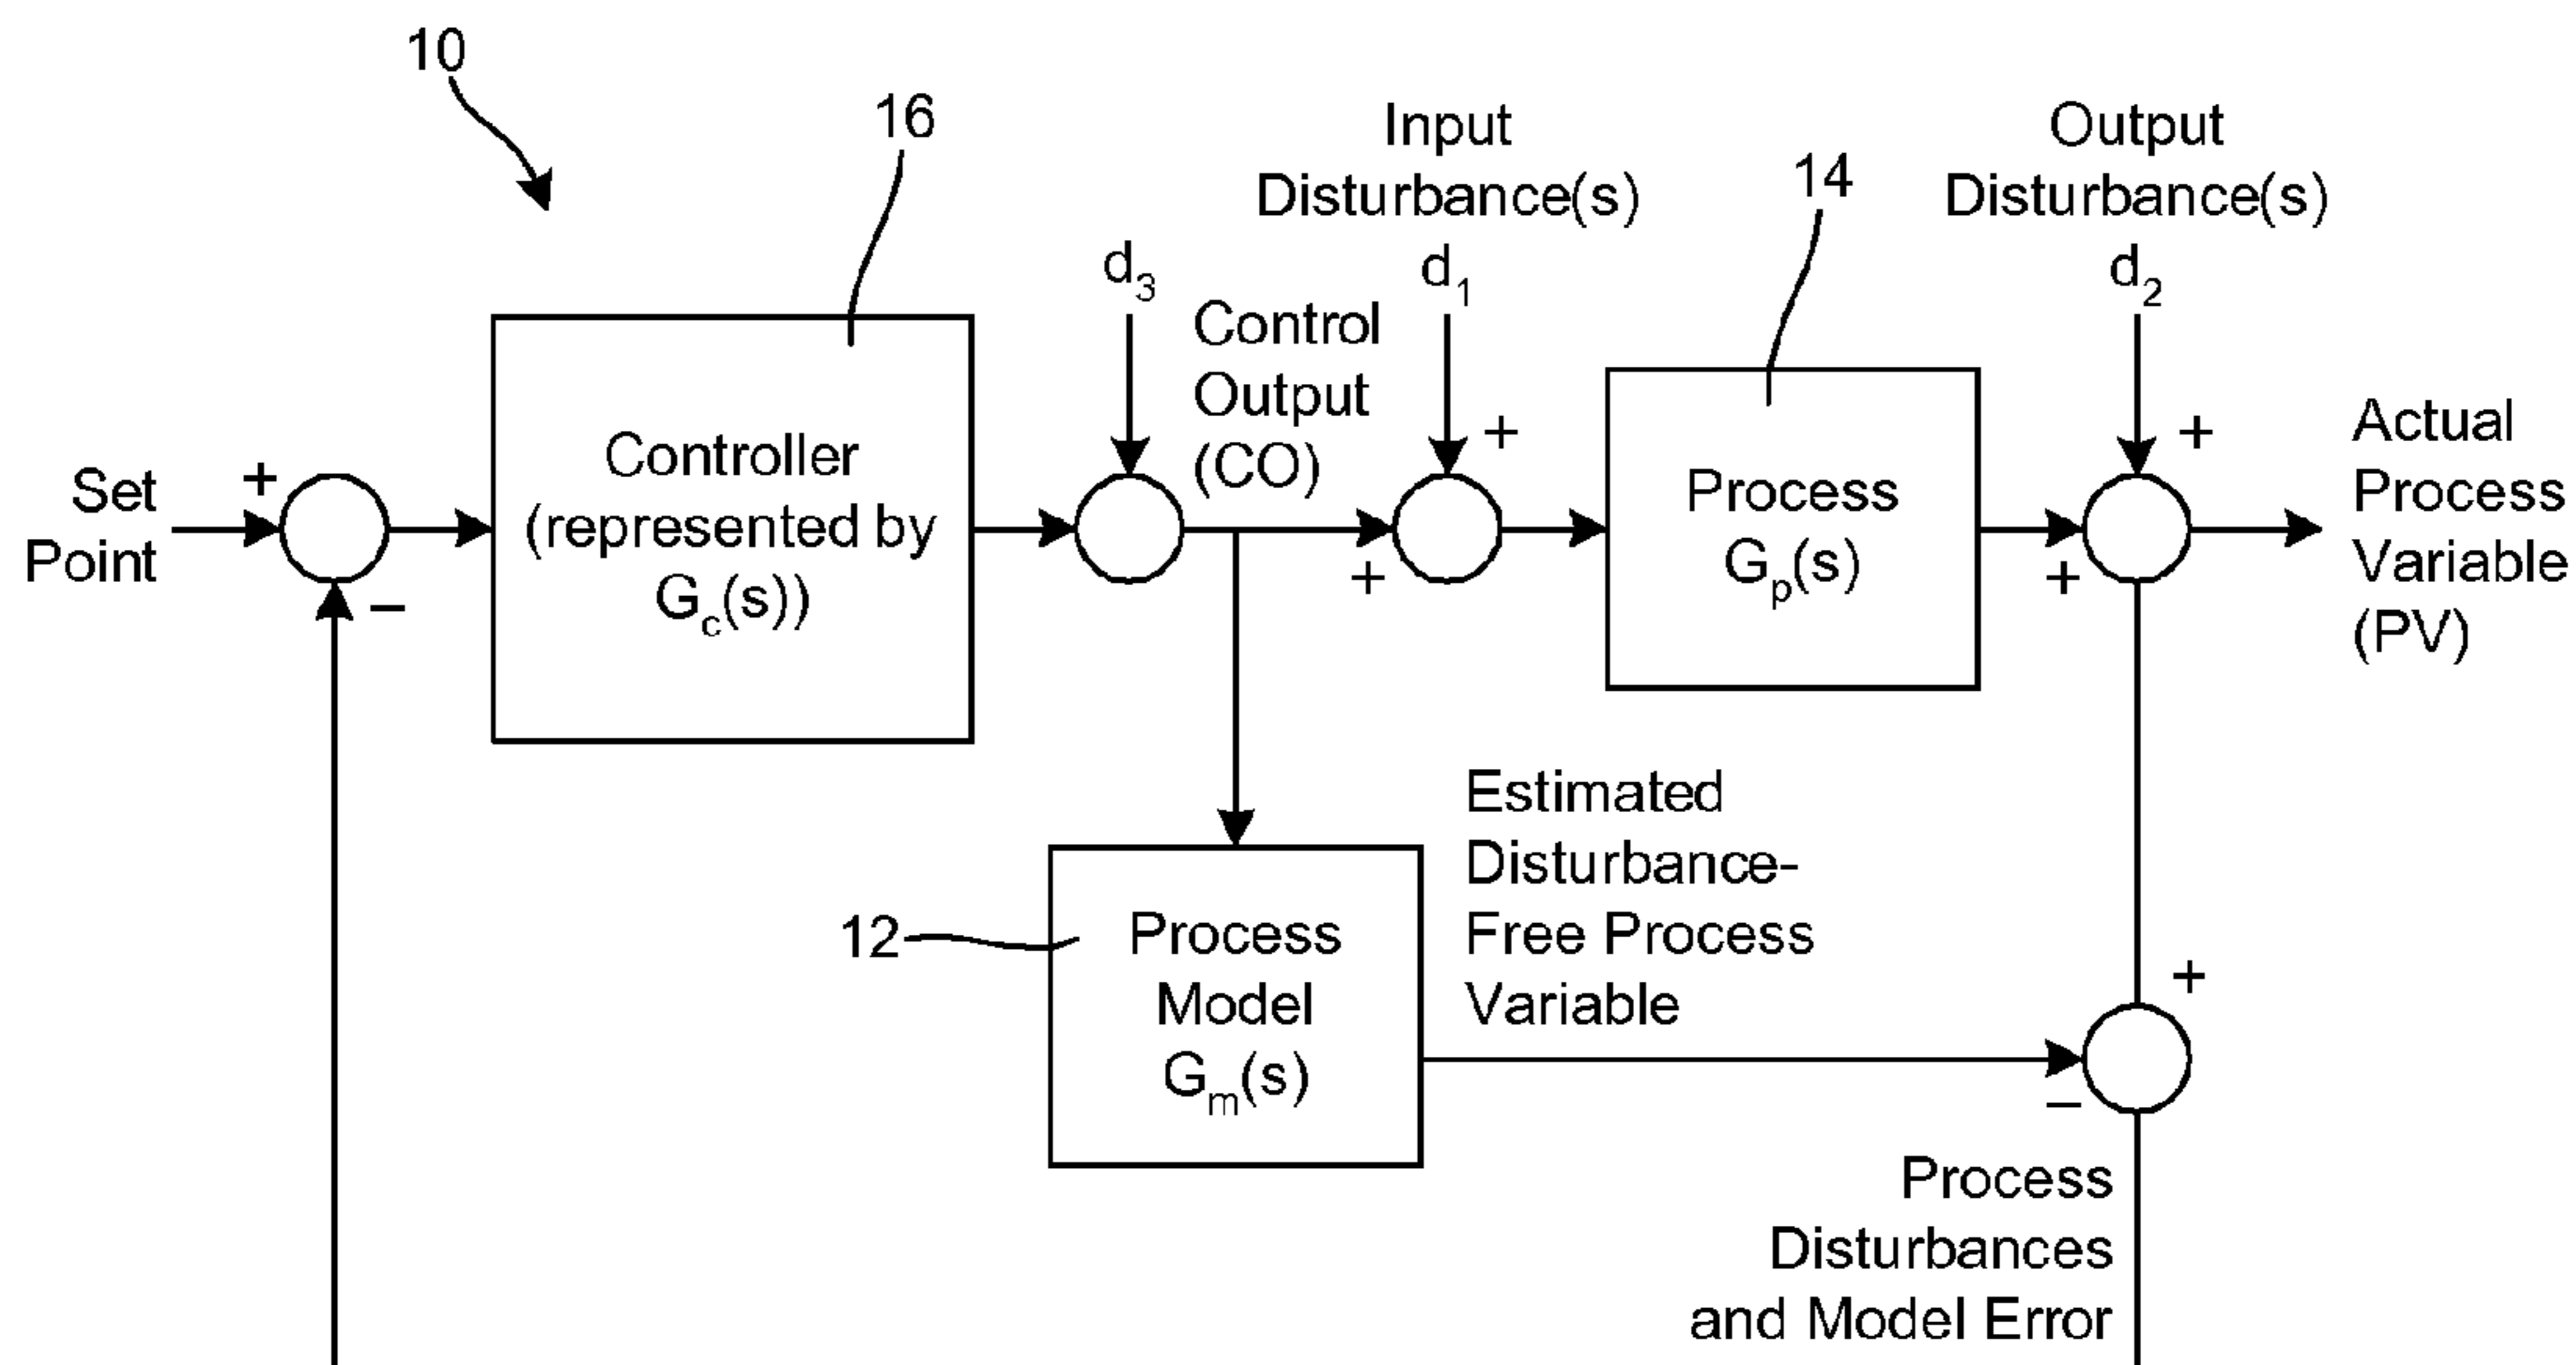 10
16
Input
Disturbance(s)
d₁
14
Output
Disturbance(s)
d₂
d₃
Control
Output
(CO)
Set
Point
+
−
Controller
(represented by
G꜀(s))
+
+
Process
Gₚ(s)
+
+
Actual
Process
Variable
(PV)
12
Process
Model
Gₘ(s)
Estimated
Disturbance-
Free Process
Variable
+
−
Process
Disturbances
and Model Error